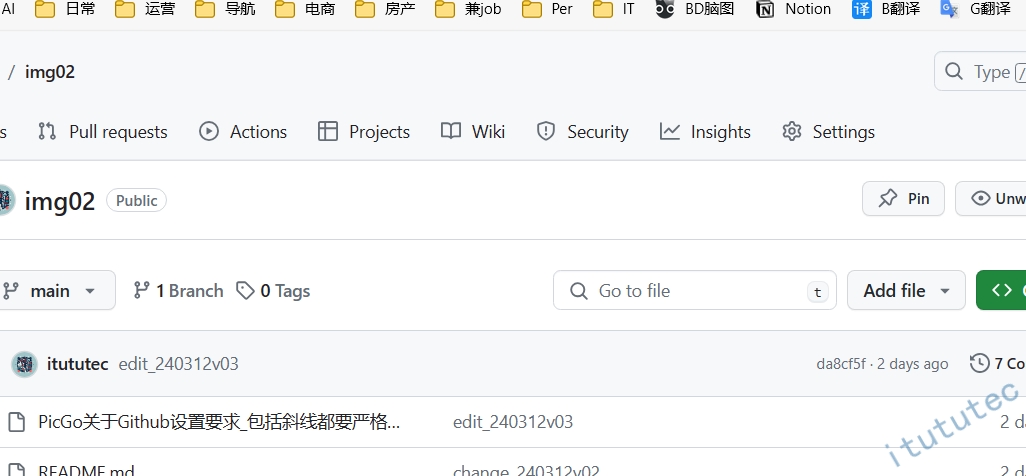 AI 日常 运营 导航 电商 房产 兼job Per IT BD脑图 Notion 译 B翻译 G翻译
/ img02 Type /
s Pull requests Actions Projects Wiki Security Insights Settings
img02 Public Pin Unw
main 1 Branch 0 Tags Go to file t Add file
itututec edit_240312v03 da8cf5f · 2 days ago 7 Co
PicGo关于Github设置要求_包括斜线都要严格... edit_240312v03 2 da
itututec
README.md change_240312v02 2 da